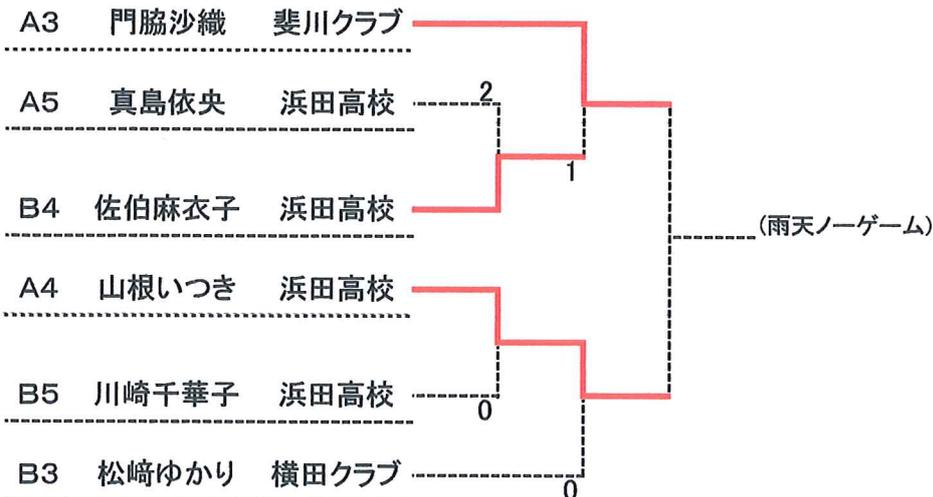 A3 門脇沙織 斐川クラブ
A5 真島依央 浜田高校 2
1
B4 佐伯麻衣子 浜田高校
(雨天ノーゲーム)
A4 山根いつき 浜田高校
B5 川崎千華子 浜田高校 0
B3 松﨑ゆかり 横田クラブ 0